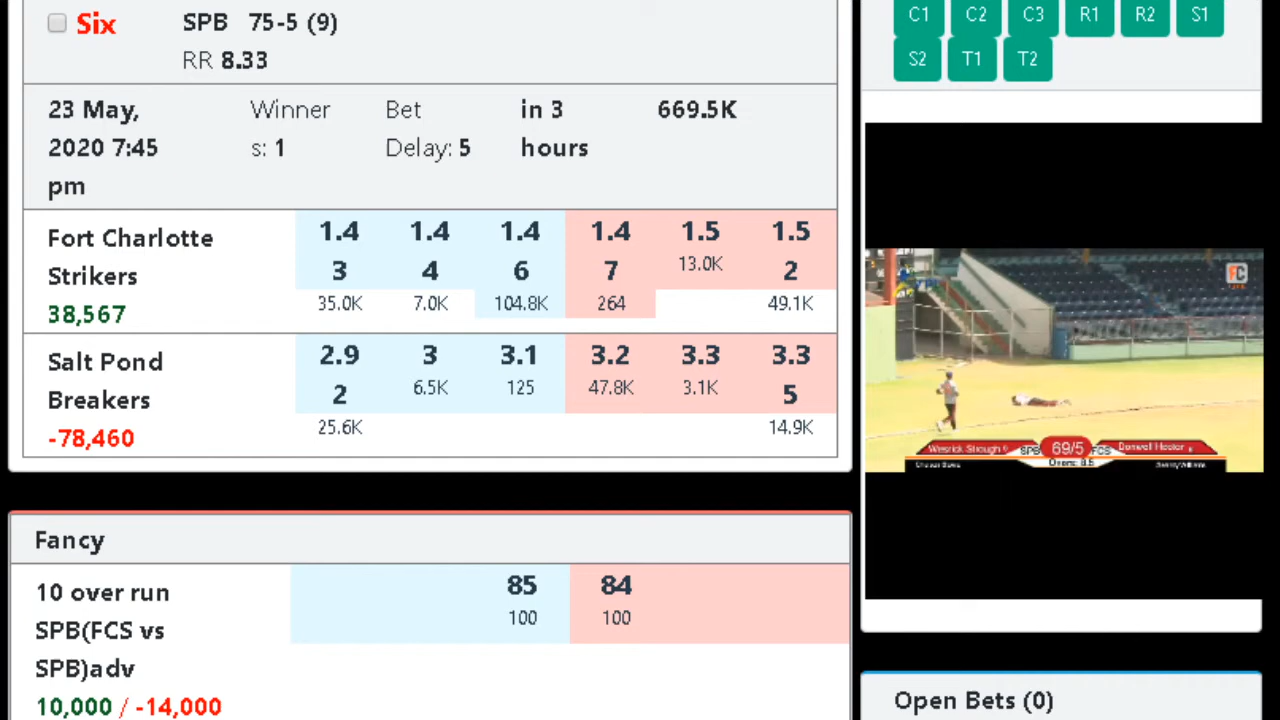 Six SPB 75-5 (9)
RR 8.33
23 May, 2020 7:45 pm
Winner s: 1
Bet Delay: 5
in 3 hours
669.5K
Fort Charlotte Strikers
38,567
1.4 3
35.0K
1.4 4
7.0K
1.4 6
104.8K
1.4 7
264
1.5
13.0K
1.5 2
49.1K
Salt Pond Breakers
-78,460
2.9 2
25.6K
3
6.5K
3.1
125
3.2
47.8K
3.3
3.1K
3.3 5
14.9K
Fancy
10 over run
SPB(FCS vs
SPB)adv
10,000 / -14,000
85
100
84
100
C1 C2 C3 R1 R2 S1
S2 T1 T2
FC
SPB 69/5 FCS
Overs: 8.5
Open Bets (0)